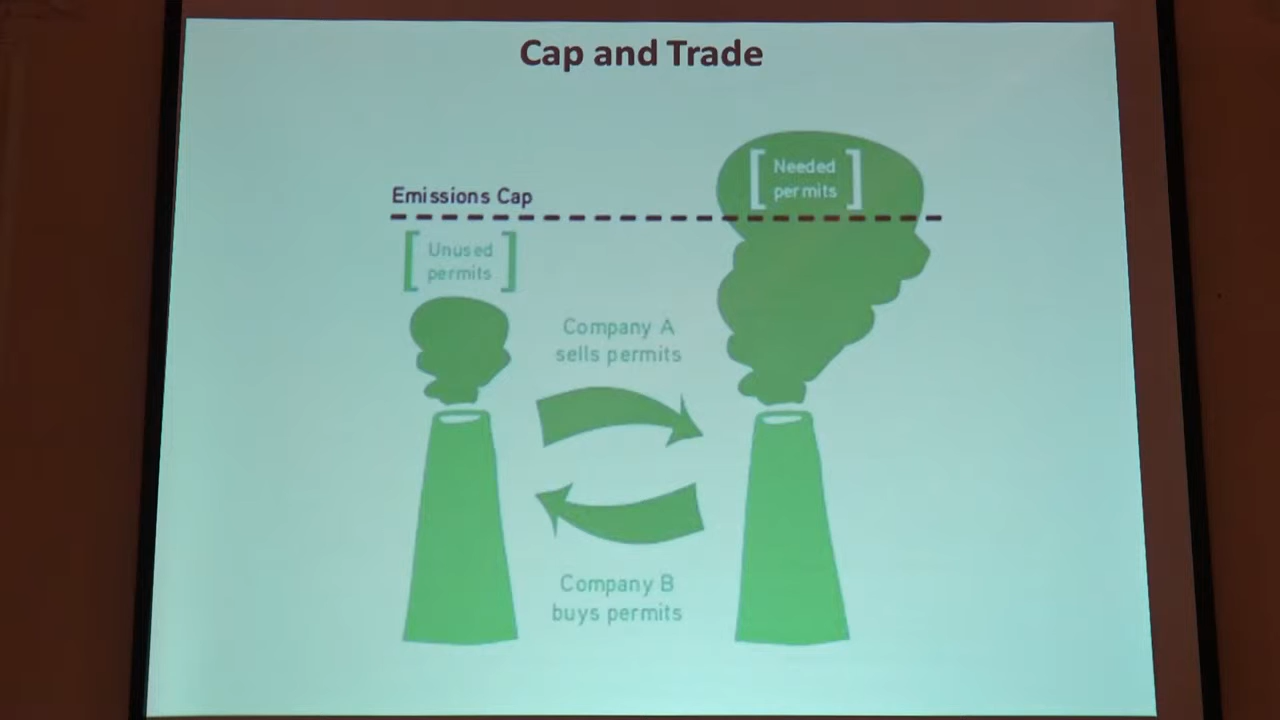 Cap and Trade
Emissions Cap
Needed
permits
Unused
permits
Company A
sells permits
Company B
buys permits